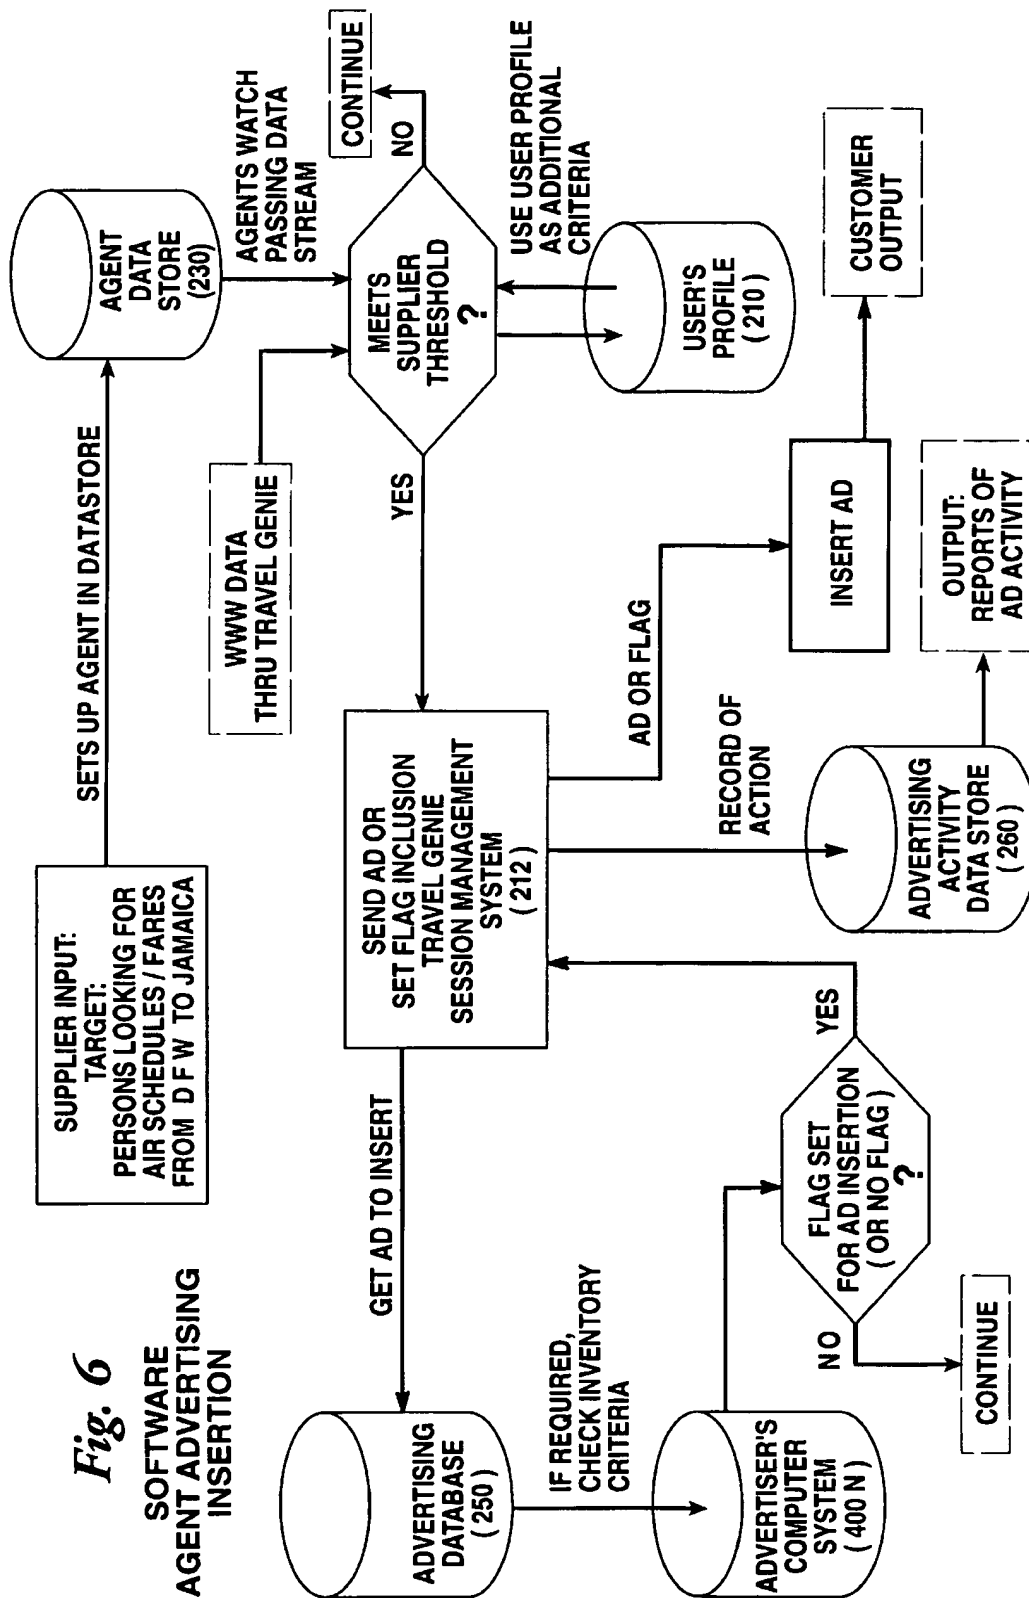 Fig. 6
SOFTWARE
AGENT ADVERTISING
INSERTION
SUPPLIER INPUT:
TARGET:
PERSONS LOOKING FOR
AIR SCHEDULES / FARES
FROM D F W TO JAMAICA
SETS UP AGENT IN DATASTORE
AGENT
DATA
STORE
(230)
AGENTS WATCH
PASSING DATA
STREAM
WWW DATA
THRU TRAVEL GENIE
MEETS
SUPPLIER
THRESHOLD
?
NO
CONTINUE
YES
USE USER PROFILE
AS ADDITIONAL
CRITERIA
USER'S
PROFILE
( 210 )
SEND AD OR
SET FLAG INCLUSION
TRAVEL GENIE
SESSION MANAGEMENT
SYSTEM
( 212 )
GET AD TO INSERT
ADVERTISING
DATABASE
( 250 )
IF REQUIRED,
CHECK INVENTORY
CRITERIA
ADVERTISER'S
COMPUTER
SYSTEM
( 400 N )
FLAG SET
FOR AD INSERTION
( OR NO FLAG )
?
NO
CONTINUE
YES
RECORD OF
ACTION
ADVERTISING
ACTIVITY
DATA STORE
( 260 )
OUTPUT:
REPORTS OF
AD ACTIVITY
AD OR FLAG
INSERT AD
CUSTOMER
OUTPUT